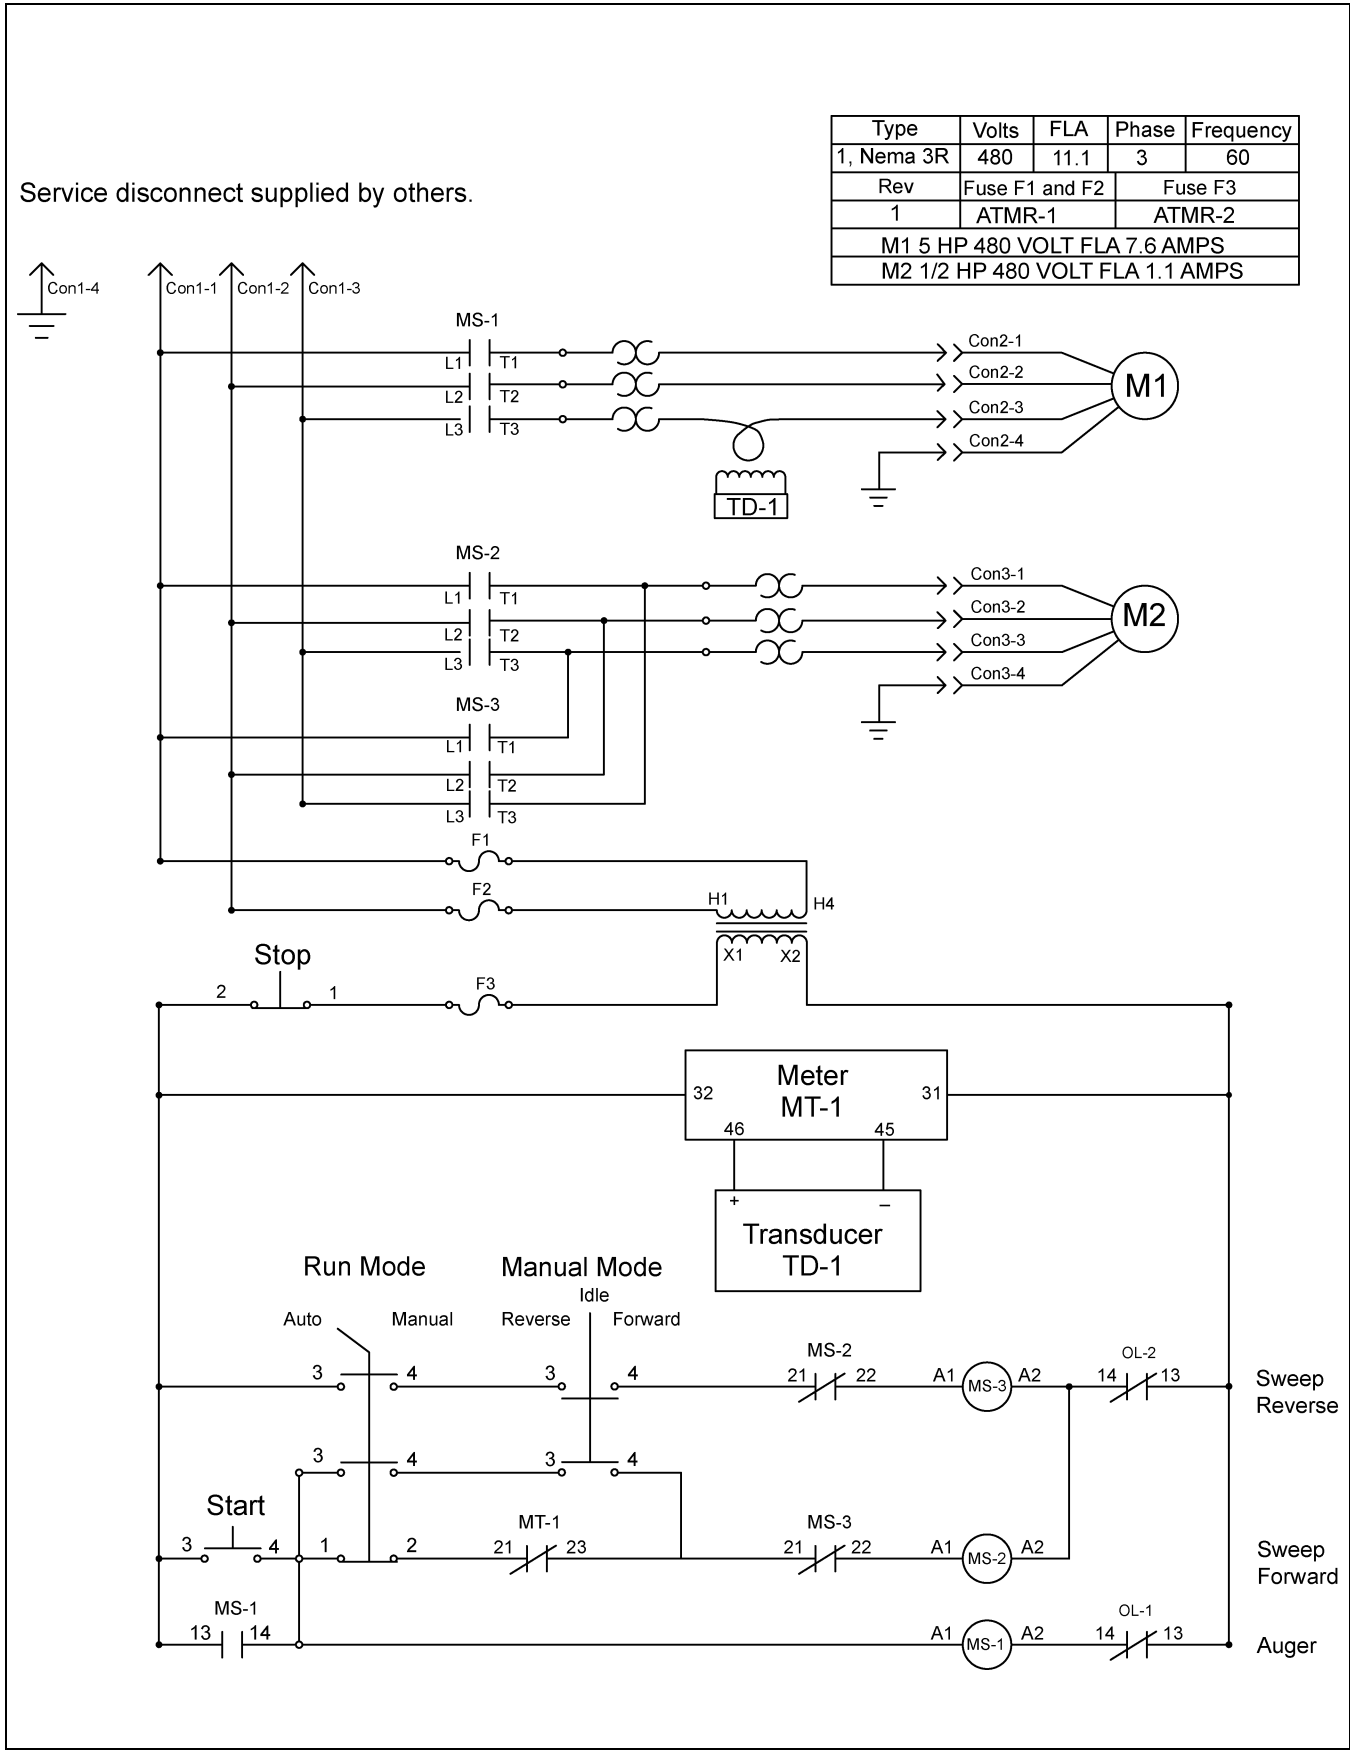 Type Volts FLA Phase Frequency
1, Nema 3R 480 11.1 3 60
Rev Fuse F1 and F2 Fuse F3
1 ATMR-1 ATMR-2
M1 5 HP 480 VOLT FLA 7.6 AMPS
M2 1/2 HP 480 VOLT FLA 1.1 AMPS
Service disconnect supplied by others.
Con1-4 Con1-1 Con1-2 Con1-3
MS-1
L1 T1 Con2-1
L2 T2 Con2-2
L3 T3 Con2-3
Con2-4
M1
TD-1
MS-2
L1 T1 Con3-1
L2 T2 Con3-2
L3 T3 Con3-3
Con3-4
M2
MS-3
L1 T1
L2 T2
L3 T3
F1
F2
H1 H4
X1 X2
Stop
2 1 F3
Meter
MT-1
32 31
46 45
+ –
Transducer
TD-1
Run Mode Manual Mode
Idle
Auto Manual Reverse Forward
MS-2 OL-2
3 4 3 4 21 22 A1 MS-3 A2 14 13
Sweep
Reverse
3 4 3 4
Start MT-1 MS-3
3 4 1 2 21 23 21 22 A1 MS-2 A2
Sweep
Forward
MS-1 OL-1
13 14 A1 MS-1 A2 14 13
Auger